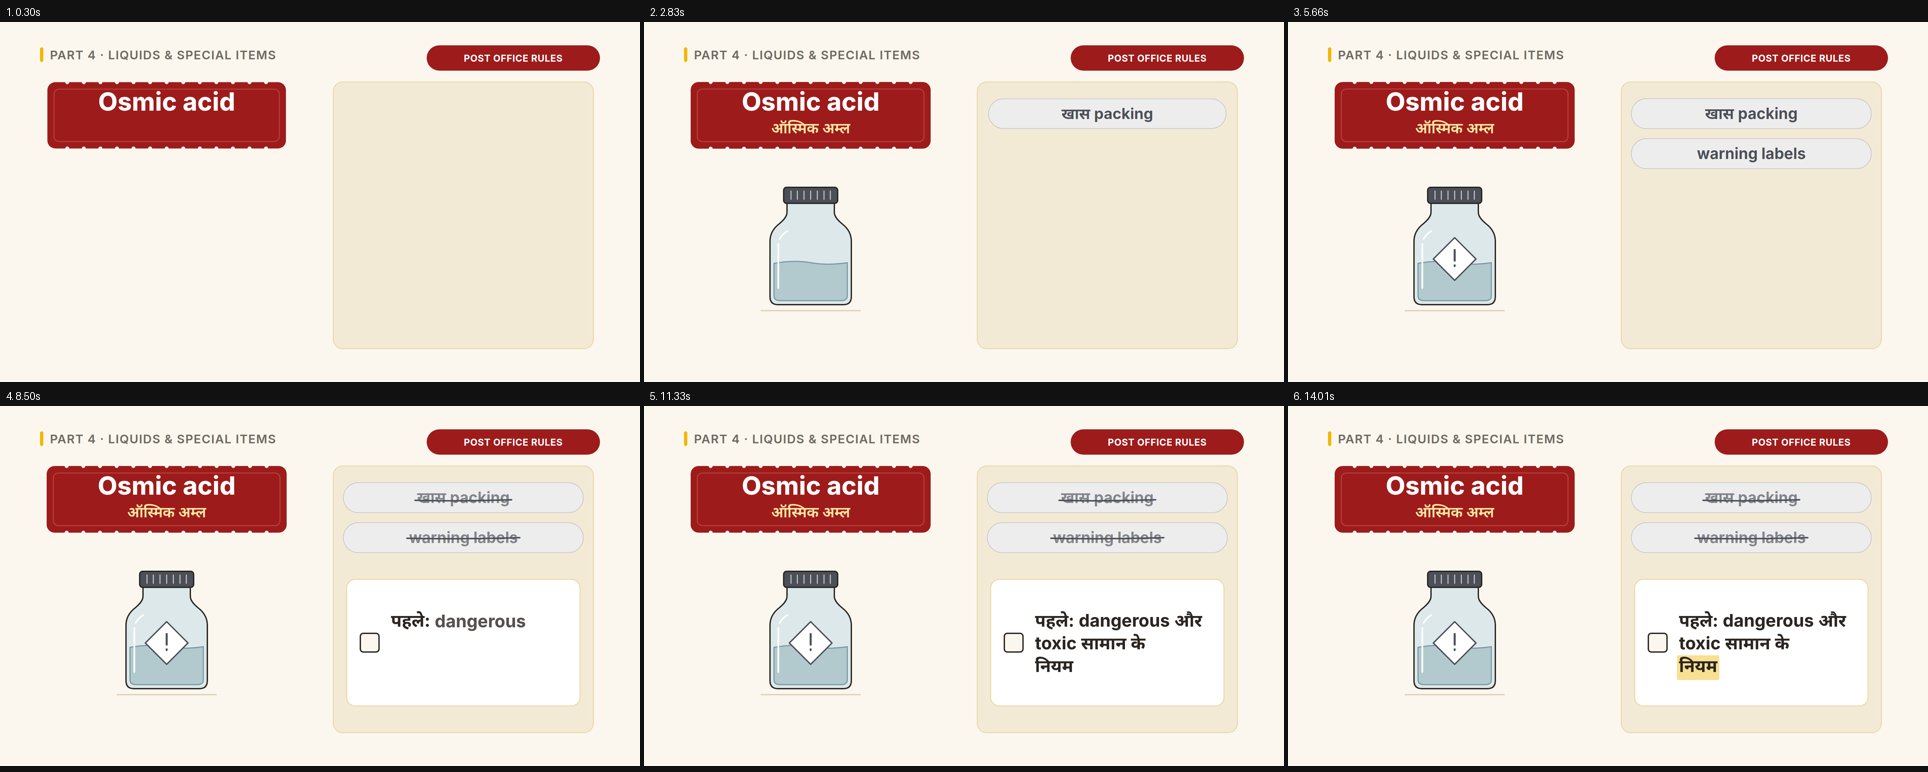 1. 0.30s
PART 4 · LIQUIDS & SPECIAL ITEMS
POST OFFICE RULES
Osmic acid
2. 2.83s
PART 4 · LIQUIDS & SPECIAL ITEMS
POST OFFICE RULES
Osmic acid
ऑस्मिक अम्ल
खास packing
3. 5.66s
PART 4 · LIQUIDS & SPECIAL ITEMS
POST OFFICE RULES
Osmic acid
ऑस्मिक अम्ल
खास packing
warning labels
!
4. 8.50s
PART 4 · LIQUIDS & SPECIAL ITEMS
POST OFFICE RULES
Osmic acid
ऑस्मिक अम्ल
खास packing
warning labels
!
पहले: dangerous
5. 11.33s
PART 4 · LIQUIDS & SPECIAL ITEMS
POST OFFICE RULES
Osmic acid
ऑस्मिक अम्ल
खास packing
warning labels
!
पहले: dangerous और
toxic सामान के
नियम
6. 14.01s
PART 4 · LIQUIDS & SPECIAL ITEMS
POST OFFICE RULES
Osmic acid
ऑस्मिक अम्ल
खास packing
warning labels
!
पहले: dangerous और
toxic सामान के
नियम